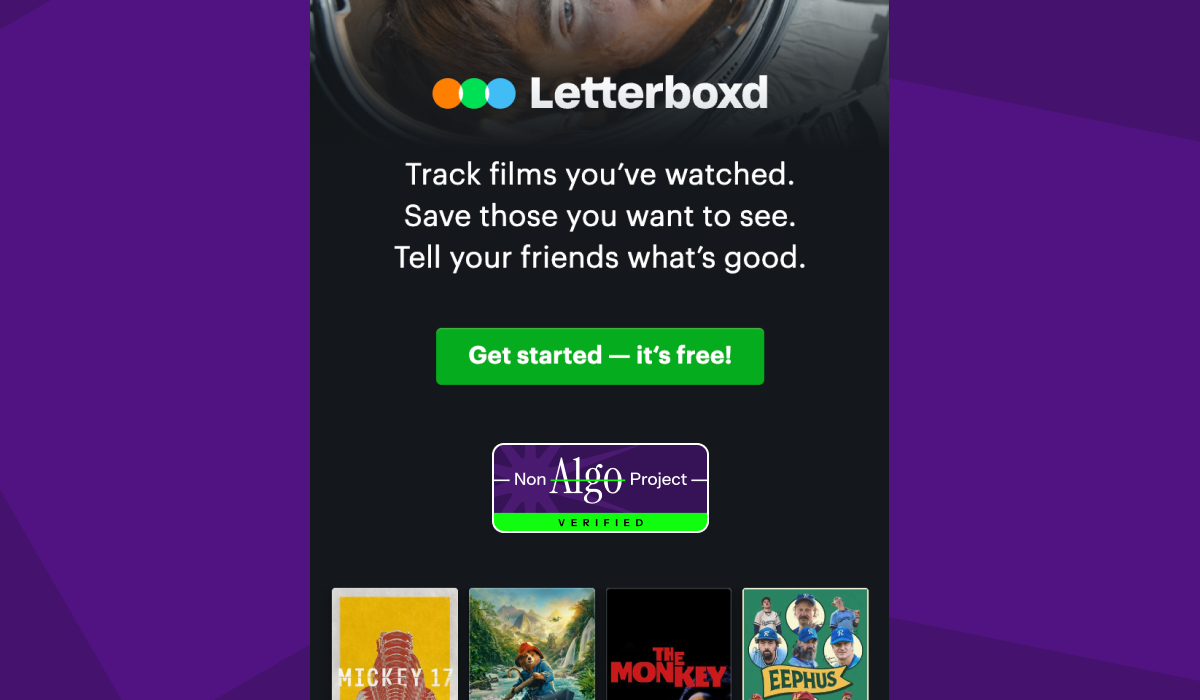 Letterboxd
Track films you’ve watched.
Save those you want to see.
Tell your friends what’s good.
Get started — it‘s free!
Non Algo Project
VERIFIED
MICKEY 17
THE
MONKEY
EEPHUS